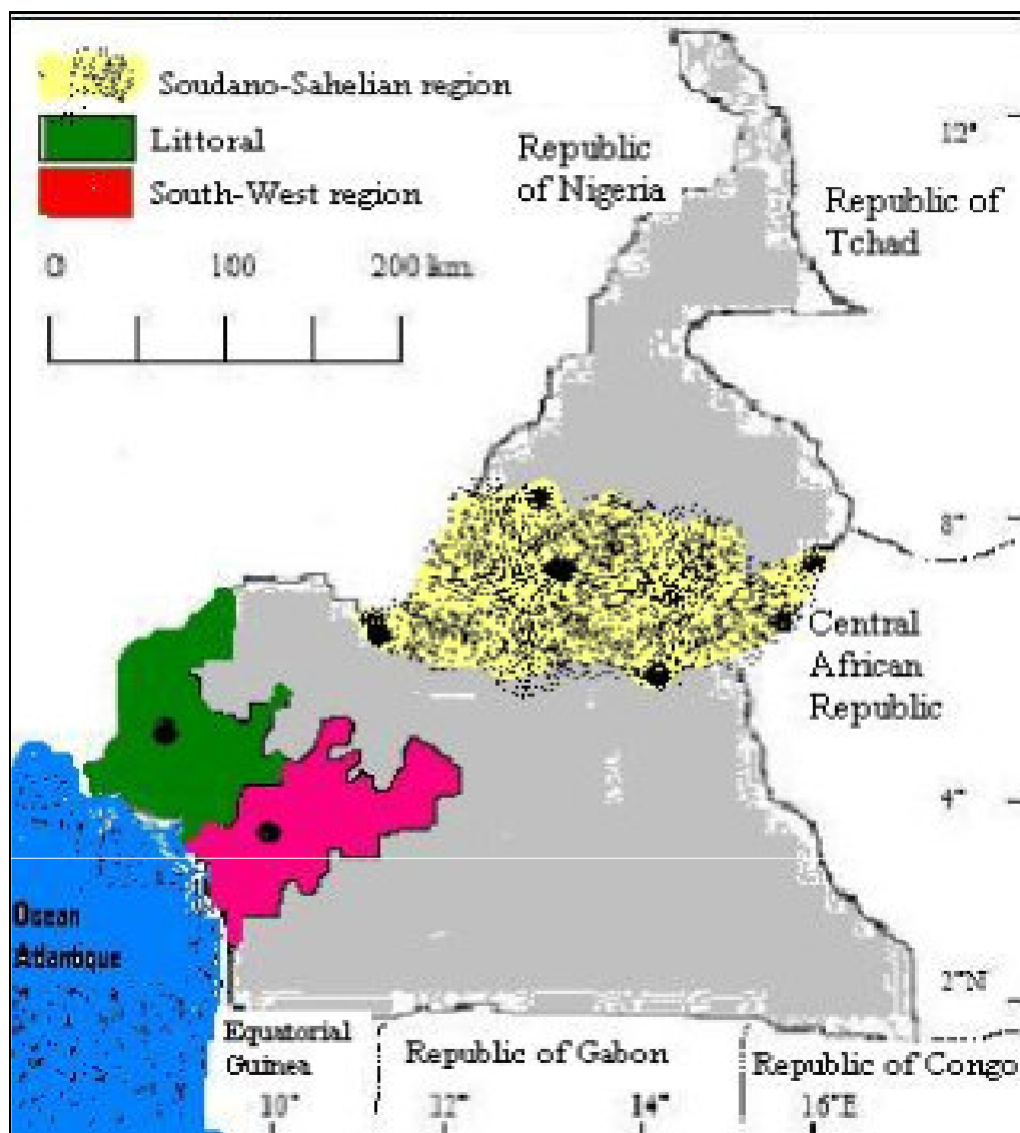 Soudano-Sahelian region
Littoral
South-West region
0 100 200 km
Republic
of Nigeria
Republic of
Tchad
12°
8°
Central
African
Republic
4°
Ocean
Atlantique
2°N
Equatorial
Guinea
Republic of Gabon
Republic of Congo
10° 12° 14° 16°E